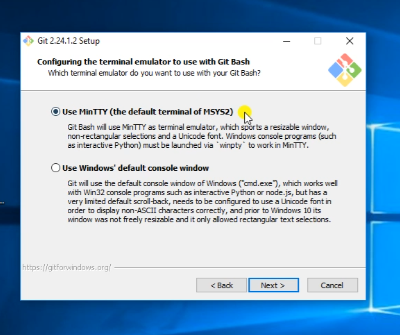 Git 2.24.1.2 Setup
Configuring the terminal emulator to use with Git Bash
Which terminal emulator do you want to use with your Git Bash?
Use MinTTY (the default terminal of MSYS2)
Git Bash will use MinTTY as terminal emulator, which sports a resizable window,
non-rectangular selections and a Unicode font. Windows console programs (such
as interactive Python) must be launched via `winpty` to work in MinTTY.
Use Windows' default console window
Git will use the default console window of Windows ("cmd.exe"), which works well
with Win32 console programs such as interactive Python or node.js, but has a
very limited default scroll-back, needs to be configured to use a Unicode font in
order to display non-ASCII characters correctly, and prior to Windows 10 its
window was not freely resizable and it only allowed rectangular text selections.
https://gitforwindows.org/
< Back
Next >
Cancel